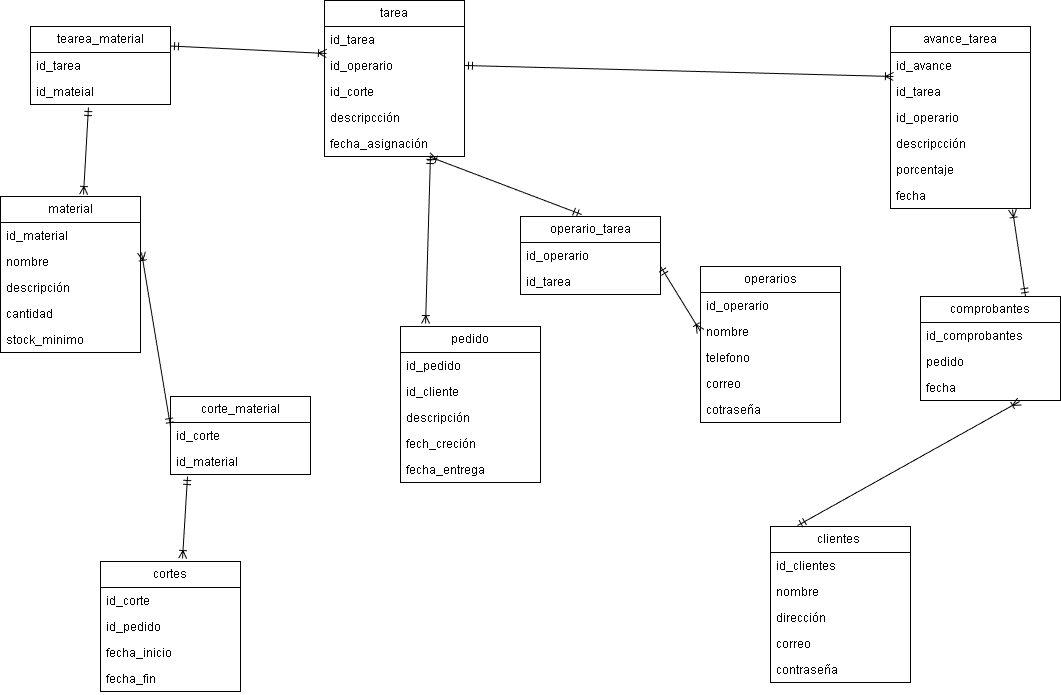 tearea_material
id_tarea
id_mateial
tarea
id_tarea
id_operario
id_corte
descripcción
fecha_asignación
avance_tarea
id_avance
id_tarea
id_operario
descripcción
porcentaje
fecha
material
id_material
nombre
descripción
cantidad
stock_minimo
operario_tarea
id_operario
id_tarea
operarios
id_operario
nombre
telefono
correo
cotraseña
comprobantes
id_comprobantes
pedido
fecha
pedido
id_pedido
id_cliente
descripción
fech_creción
fecha_entrega
corte_material
id_corte
id_material
cortes
id_corte
id_pedido
fecha_inicio
fecha_fin
clientes
id_clientes
nombre
dirección
correo
contraseña